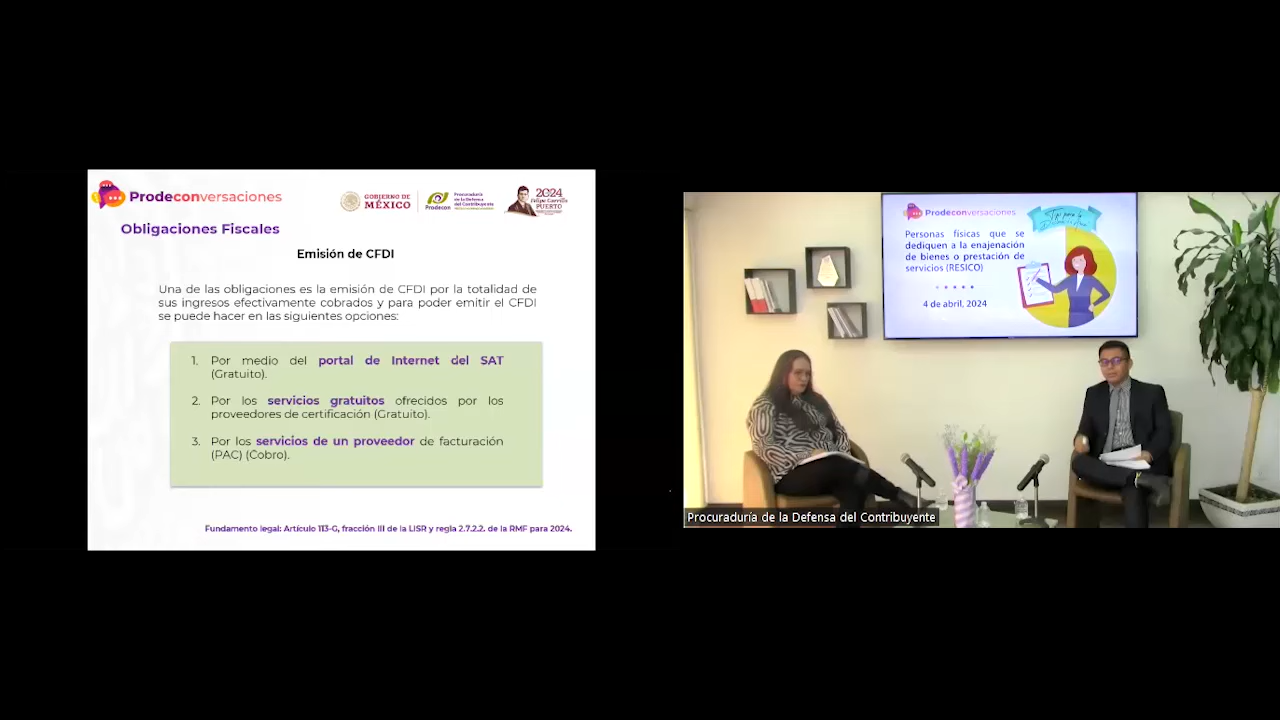 Prodeconversaciones
GOBIERNO DE
MÉXICO
Prodecon
Procuraduría
de la Defensa
del Contribuyente
2024
Felipe Carrillo
PUERTO
Obligaciones Fiscales
Emisión de CFDI
Una de las obligaciones es la emisión de CFDI por la totalidad de
sus ingresos efectivamente cobrados y para poder emitir el CFDI
se puede hacer en las siguientes opciones:
1. Por medio del portal de Internet del SAT
(Gratuito).
2. Por los servicios gratuitos ofrecidos por los
proveedores de certificación (Gratuito).
3. Por los servicios de un proveedor de facturación
(PAC) (Cobro).
Fundamento legal: Artículo 113-G, fracción III de la LISR y regla 2.7.2.2. de la RMF para 2024.
Prodeconversaciones
Tips para la
Personas físicas que se
dediquen a la enajenación
de bienes o prestación de
servicios (RESICO)
4 de abril, 2024
Procuraduría de la Defensa del Contribuyente